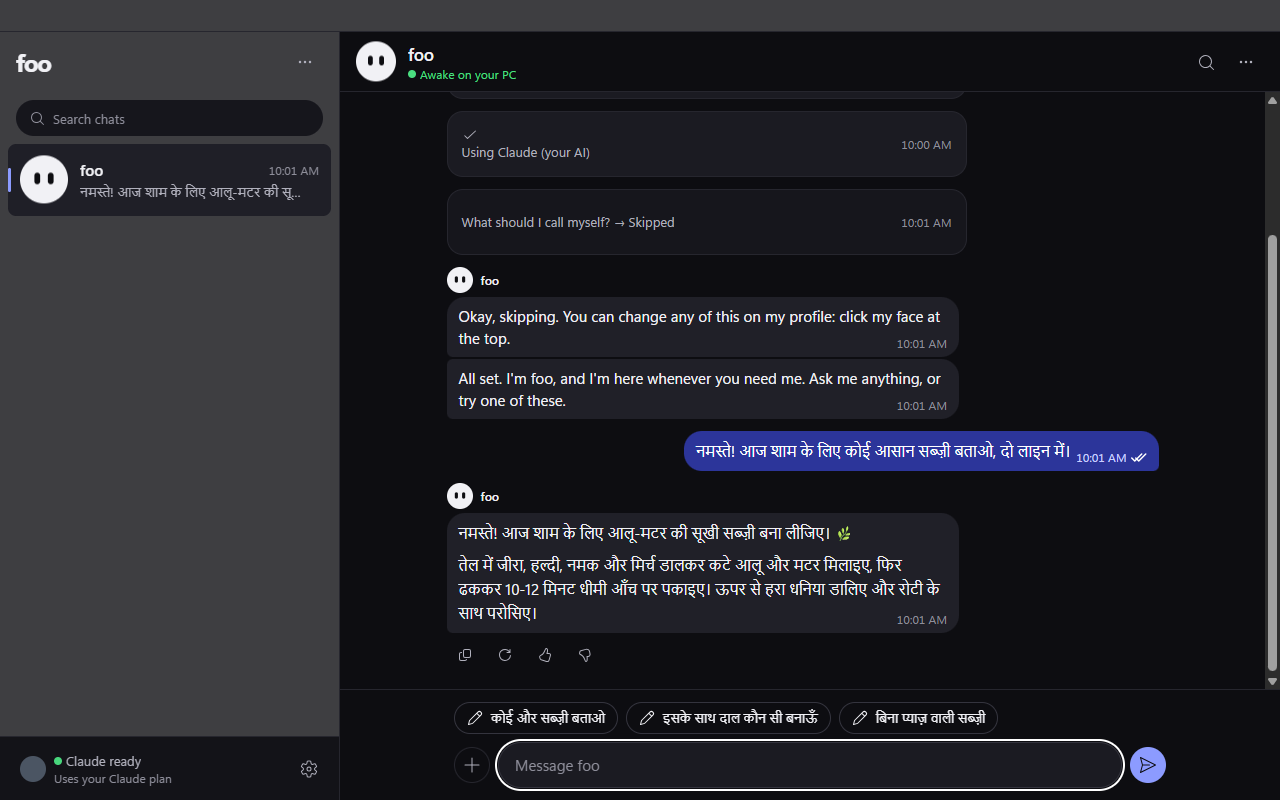 foo
...
Search chats
foo
10:01 AM
नमस्ते! आज शाम के लिए आलू-मटर की सू...
Claude ready
Uses your Claude plan
foo
Awake on your PC
...
Using Claude (your AI)
10:00 AM
What should I call myself? → Skipped
10:01 AM
foo
Okay, skipping. You can change any of this on my profile: click my face at
the top.
10:01 AM
All set. I'm foo, and I'm here whenever you need me. Ask me anything, or
try one of these.
10:01 AM
नमस्ते! आज शाम के लिए कोई आसान सब्ज़ी बताओ, दो लाइन में।
10:01 AM
foo
नमस्ते! आज शाम के लिए आलू-मटर की सूखी सब्ज़ी बना लीजिए। 🌿
तेल में जीरा, हल्दी, नमक और मिर्च डालकर कटे आलू और मटर मिलाइए, फिर
ढककर 10-12 मिनट धीमी आँच पर पकाइए। ऊपर से हरा धनिया डालिए और रोटी के
साथ परोसिए।
10:01 AM
कोई और सब्ज़ी बताओ
इसके साथ दाल कौन सी बनाऊँ
बिना प्याज़ वाली सब्ज़ी
Message foo